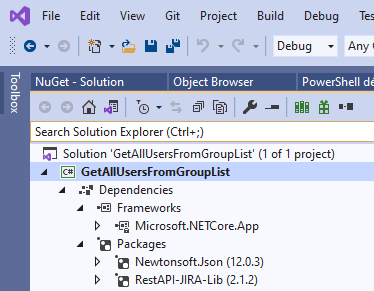 File Edit View Git Project Build Debug
Debug Any
Toolbox
NuGet - Solution Object Browser PowerShell dé
Search Solution Explorer (Ctrl+;)
Solution 'GetAllUsersFromGroupList' (1 of 1 project)
C# GetAllUsersFromGroupList
Dependencies
Frameworks
Microsoft.NETCore.App
Packages
Newtonsoft.Json (12.0.3)
RestAPI-JIRA-Lib (2.1.2)